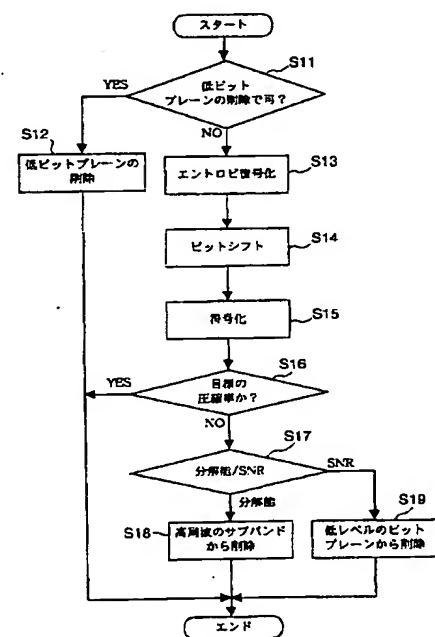 スタート
S11
低ビット
プレーンの削除で可？
YES
NO
S12
低ビットプレーンの
削除
S13
エントロピ復号化
S14
ビットシフト
S15
符号化
S16
目標の
圧縮率か？
YES
NO
S17
分解能/SNR
SNR
分解能
S18
高周波のサブバンド
から削除
S19
低レベルのビット
プレーンから削除
エンド